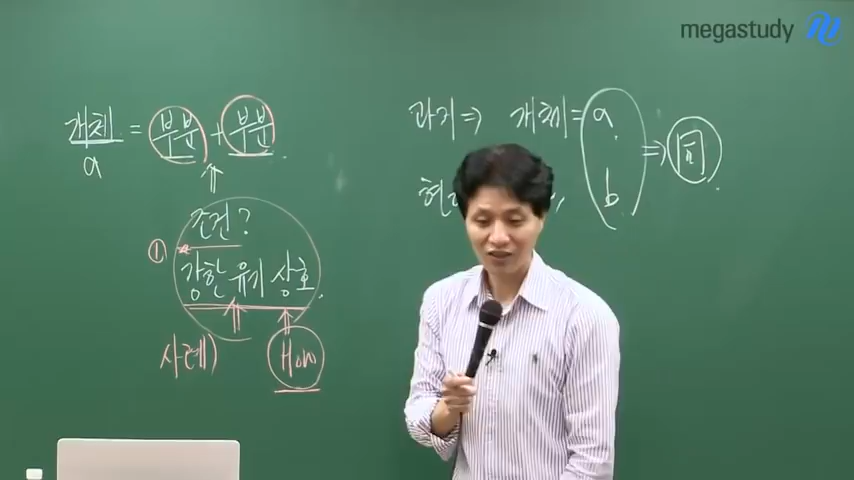 megastudy
개체 = 부분 + 부분
a
조건?
① 강한 유기 상호
사례) How
과거 ⇒ 개체 = a ⇒ 同
b